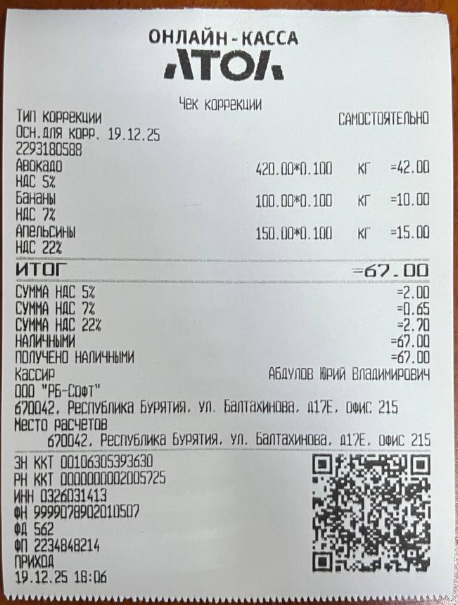 ОНЛАЙН-КАССА
АТОЛ
Чек коррекции
Тип коррекции САМОСТОЯТЕЛЬНО
Осн.для корр. 19.12.25
2293180588
Авокадо 420.00*0.100 кг =42.00
НДС 5%
Бананы 100.00*0.100 кг =10.00
НДС 7%
Апельсины 150.00*0.100 кг =15.00
НДС 22%
ИТОГ =67.00
СУММА НДС 5% =2.00
СУММА НДС 7% =0.65
СУММА НДС 22% =2.70
НАЛИЧНЫМИ =67.00
ПОЛУЧЕНО НАЛИЧНЫМИ =67.00
Кассир Абдулов Юрий Владимирович
ООО "РБ-Софт"
670042, Республика Бурятия, ул. Балтахинова, д17Е, офис 215
Место расчетов
670042, Республика Бурятия, ул. Балтахинова, д17Е, офис 215
ЗН ККТ 00106305393630
РН ККТ 0000000002005725
ИНН 0326031413
ФН 9999078902010507
ФД 562
ФП 2234848214
ПРИХОД
19.12.25 18:06